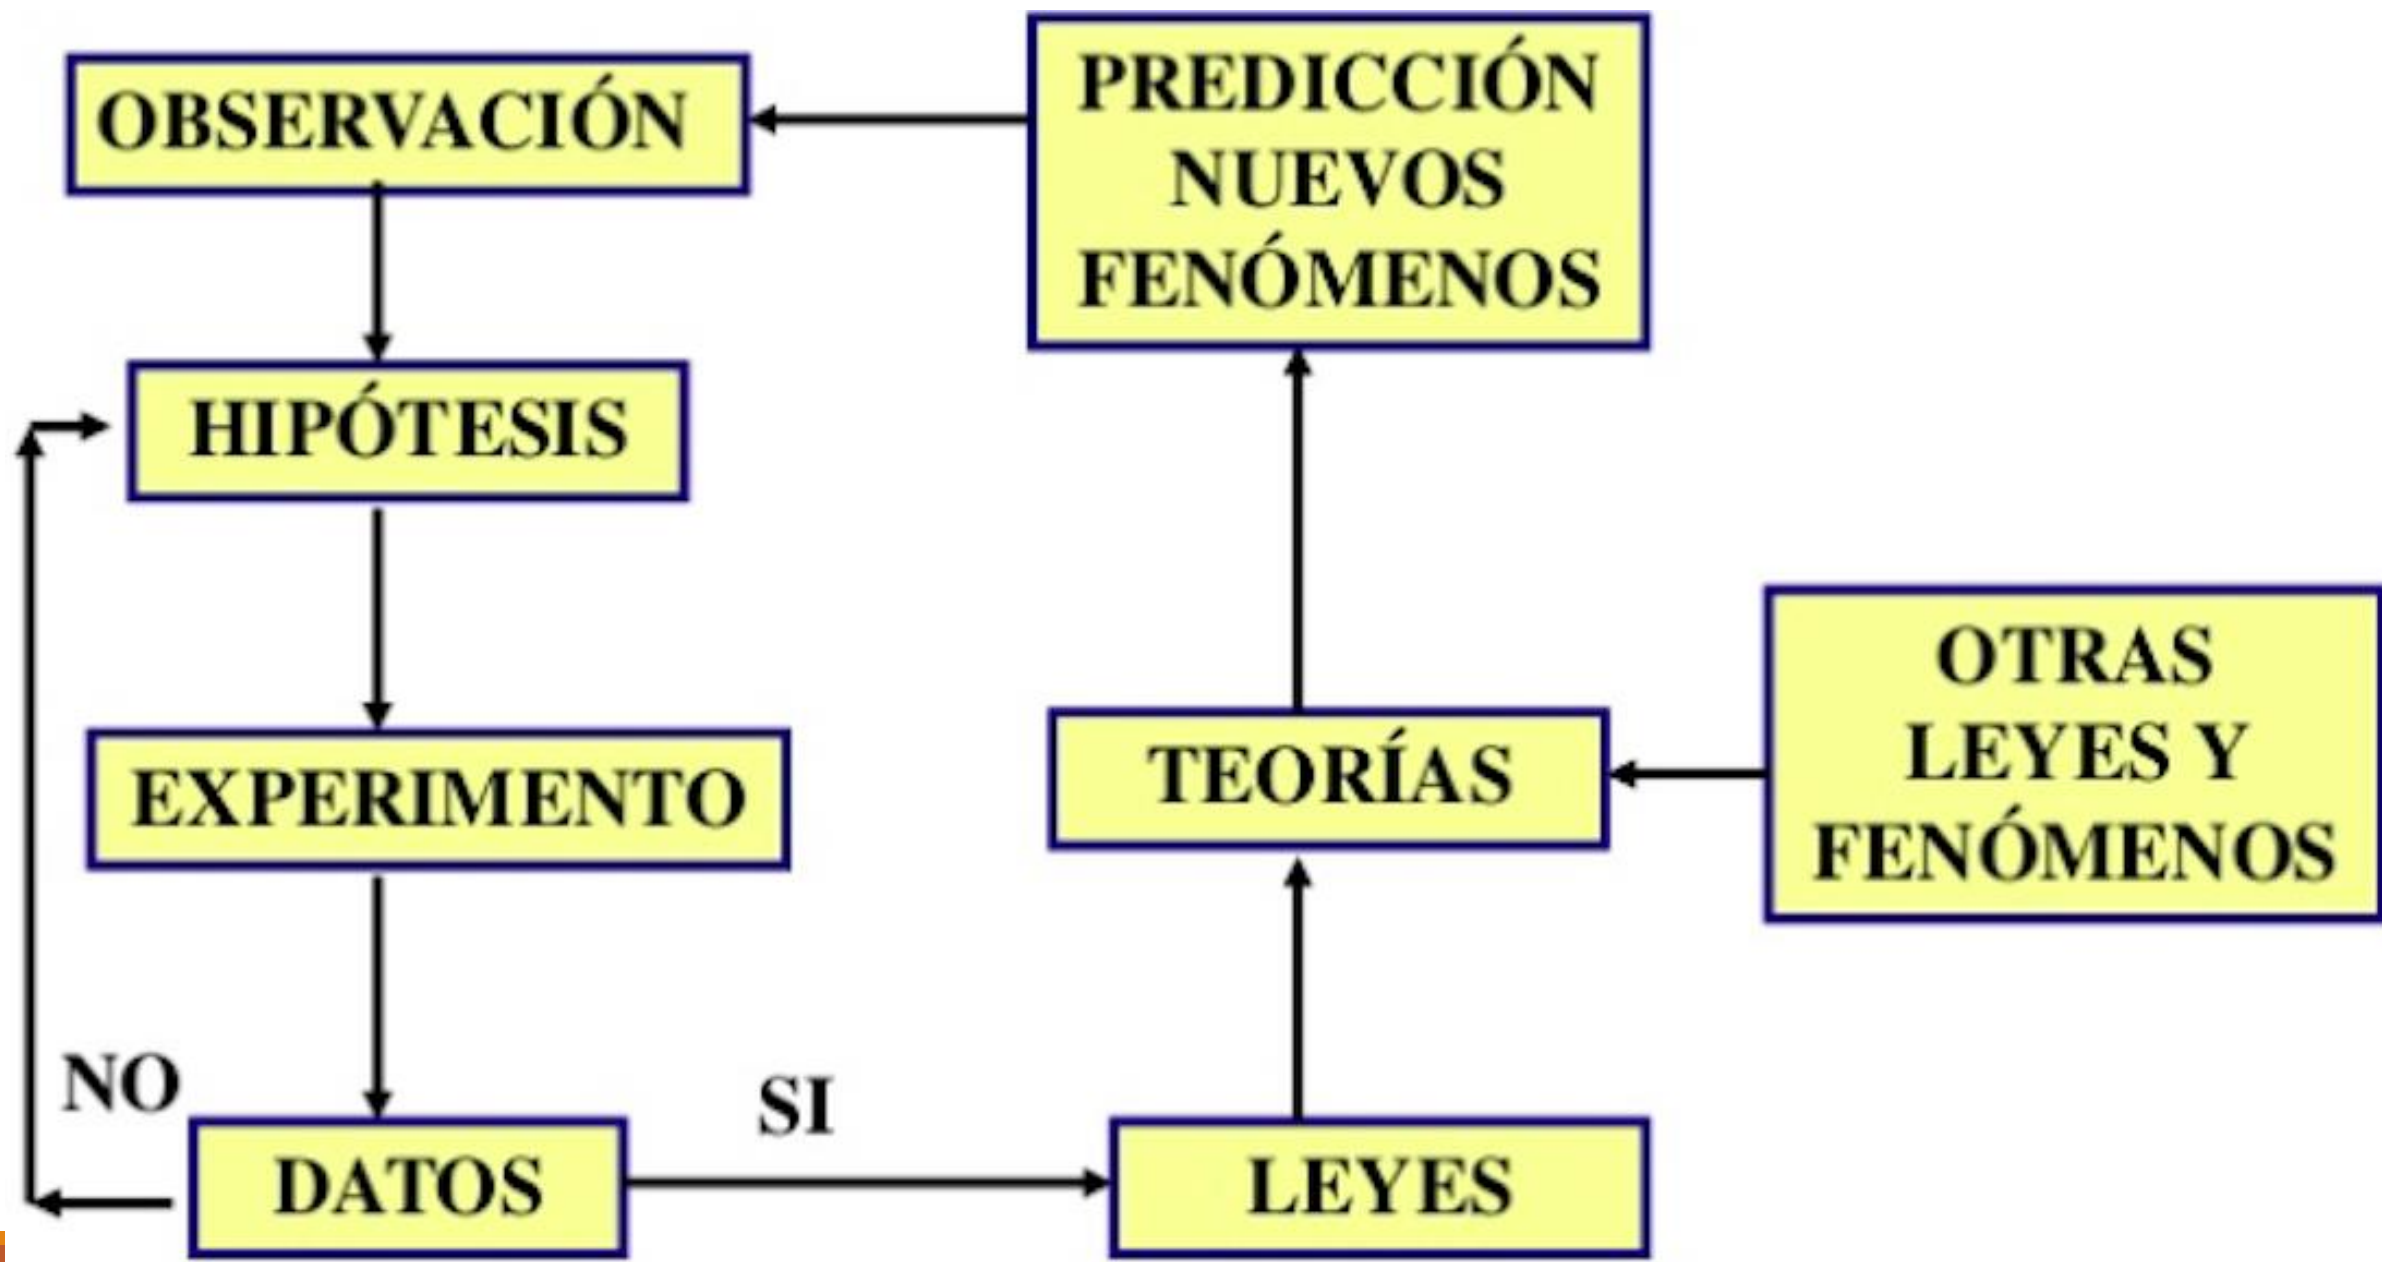 OBSERVACIÓN
HIPÓTESIS
EXPERIMENTO
NO
DATOS
SI
LEYES
TEORÍAS
OTRAS
LEYES Y
FENÓMENOS
PREDICCIÓN
NUEVOS
FENÓMENOS